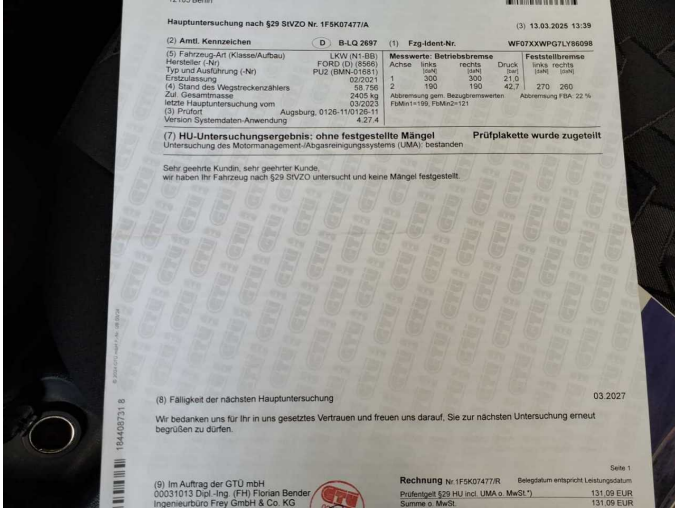 12105 Berlin
Hauptuntersuchung nach §29 StVZO Nr. 1F5K07477/A (3) 13.03.2025 13:39
(2) Amtl. Kennzeichen D B-LQ 2697 (1) Fzg-Ident-Nr. WF07XXWPG7LY86098
(5) Fahrzeug-Art (Klasse/Aufbau) LKW (N1-BB) Messwerte: Betriebsbremse Feststellbremse
Hersteller (-Nr) FORD (D) (8566) Achse links rechts Druck links rechts
Typ und Ausführung (-Nr) PU2 (BMN-01681) [daN] [daN] [bar] [daN] [daN]
Erstzulassung 02/2021 1 300 300 21,0
(4) Stand des Wegstreckenzählers 58.756 2 190 190 42,7 270 260
Zul. Gesamtmasse 2405 kg Abbremsung gem. Bezugbremswerten Abbremsung FBA: 22 %
letzte Hauptuntersuchung vom 03/2023 FbMin1=199, FbMin2=121
(3) Prüfort Augsburg, 0126-11/0126-11
Version Systemdaten-Anwendung 4.27.4
(7) HU-Untersuchungsergebnis: ohne festgestellte Mängel Prüfplakette wurde zugeteilt
Untersuchung des Motormanagement-/Abgasreinigungssystems (UMA): bestanden
Sehr geehrte Kundin, sehr geehrter Kunde,
wir haben Ihr Fahrzeug nach §29 StVZO untersucht und keine Mängel festgestellt.
(8) Fälligkeit der nächsten Hauptuntersuchung 03.2027
Wir bedanken uns für Ihr in uns gesetztes Vertrauen und freuen uns darauf, Sie zur nächsten Untersuchung erneut
begrüßen zu dürfen.
184408731 8
Seite 1
(9) Im Auftrag der GTÜ mbH Rechnung Nr. 1F5K07477/R Belegdatum entspricht Leistungsdatum
00031013 Dipl.-Ing. (FH) Florian Bender Prüfentgelt §29 HU incl. UMA o. MwSt.*) 131,09 EUR
Ingenieurbüro Frey GmbH & Co. KG Summe o. MwSt. 131,09 EUR
GTÜ